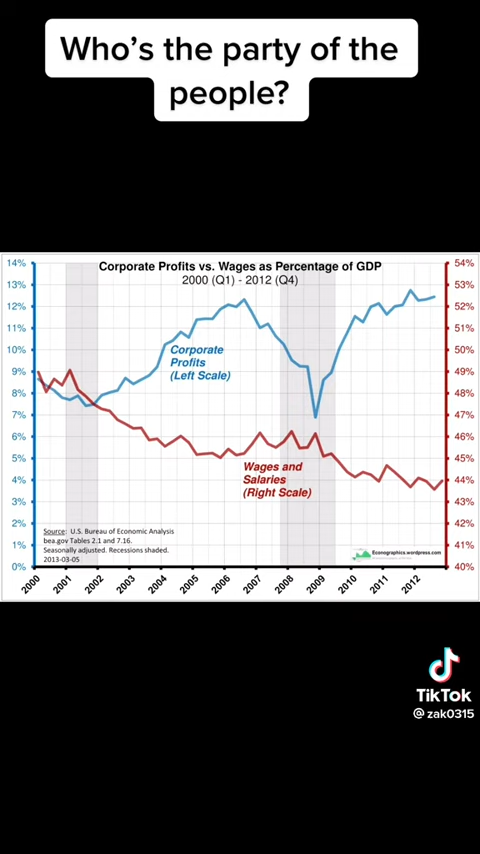 Who's the party of the
people?
Corporate Profits vs. Wages as Percentage of GDP
2000 (Q1) - 2012 (Q4)
14%
13%
12%
11%
10%
9%
8%
7%
6%
5%
4%
3%
2%
1%
0%
54%
53%
52%
51%
50%
49%
48%
47%
46%
45%
44%
43%
42%
41%
40%
Corporate
Profits
(Left Scale)
Wages and
Salaries
(Right Scale)
Source: U.S. Bureau of Economic Analysis
bea.gov Tables 2.1 and 7.16.
Seasonally adjusted. Recessions shaded.
2013-03-05
Econographics.wordpress.com
2000
2001
2002
2003
2004
2005
2006
2007
2008
2009
2010
2011
2012
TikTok
@zak0315